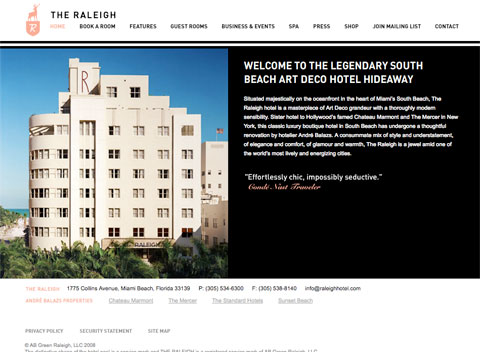 THE RALEIGH
HOME BOOK A ROOM FEATURES GUEST ROOMS BUSINESS & EVENTS SPA PRESS SHOP JOIN MAILING LIST CONTACT
R
WELCOME TO THE LEGENDARY SOUTH
BEACH ART DECO HOTEL HIDEAWAY
Situated majestically on the oceanfront in the heart of Miami's South Beach, The
Raleigh hotel is a masterpiece of Art Deco grandeur with a thoroughly modern
sensibility. Sister hotel to Hollywood's famed Chateau Marmont and The Mercer in New
York, this classic luxury boutique hotel in South Beach has undergone a thoughtful
renovation by hotelier André Balazs. A consummate mix of style and understatement,
of elegance and comfort, of glamour and warmth, The Raleigh is a jewel amid one of
the world's most lively and energizing cities.
"Effortlessly chic, impossibly seductive."
Condé Nast Traveler
R
RALEIGH
THE RALEIGH 1775 Collins Avenue, Miami Beach, Florida 33139 P: (305) 534-6300 F: (305) 538-8140 info@raleighhotel.com
ANDRÉ BALAZS PROPERTIES Chateau Marmont The Mercer The Standard Hotels Sunset Beach
PRIVACY POLICY SECURITY STATEMENT SITE MAP
© AB Green Raleigh, LLC 2008